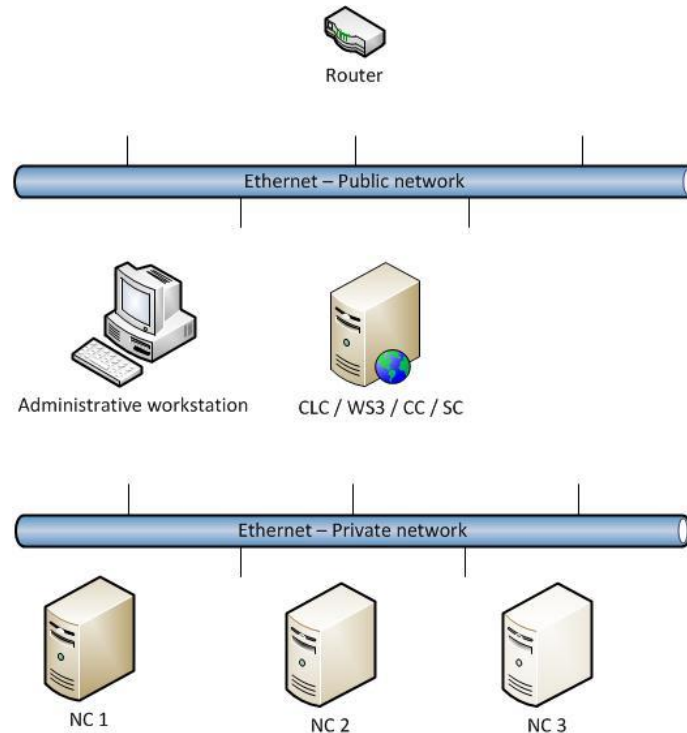 Router
Ethernet – Public network
Administrative workstation
CLC / WS3 / CC / SC
Ethernet – Private network
NC 1
NC 2
NC 3